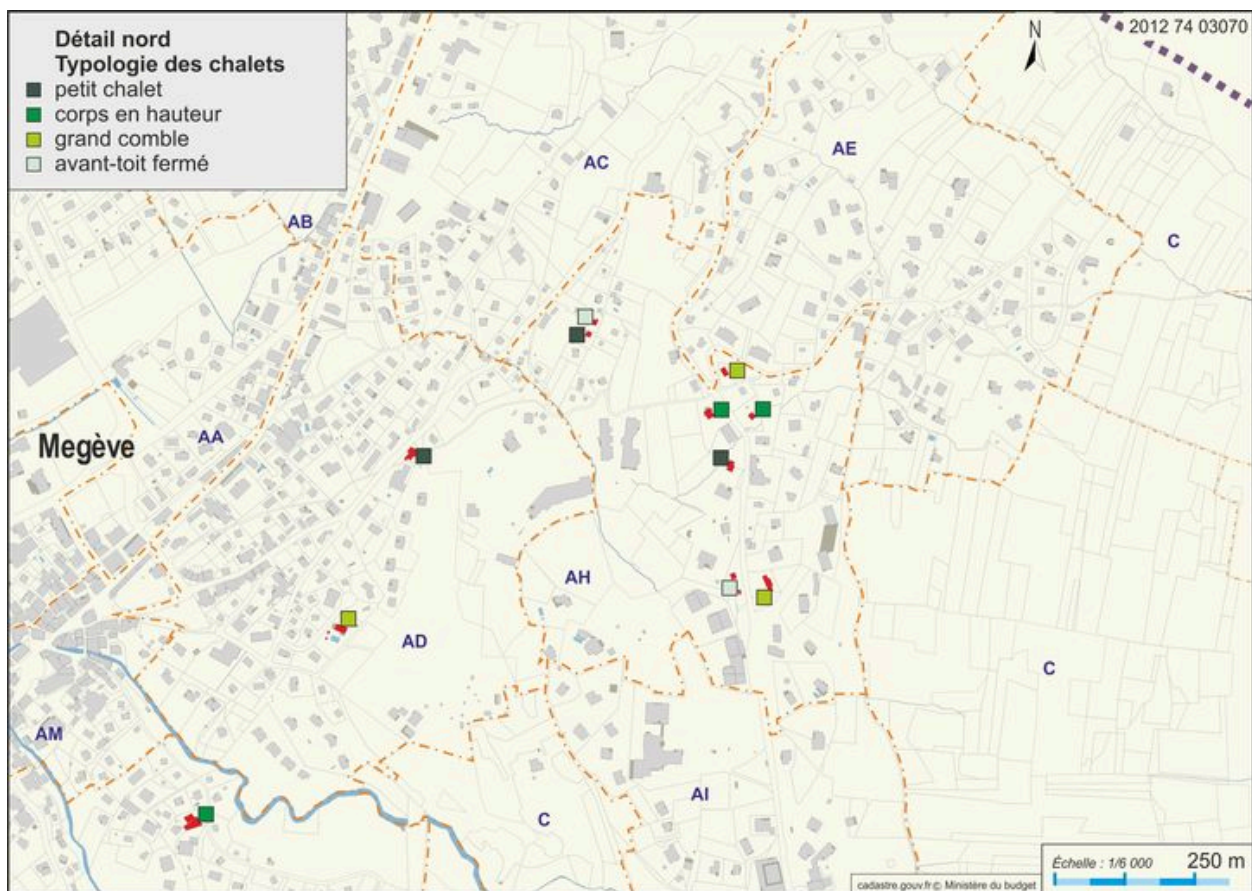 Détail nord
Typologie des chalets
petit chalet
corps en hauteur
grand comble
avant-toit fermé
N
2012 74 03070
AC
AE
AB
C
AA
Megève
AH
AD
C
AM
AI
C
Échelle : 1/6 000
250 m
cadastre.gouv.fr © Ministère du budget